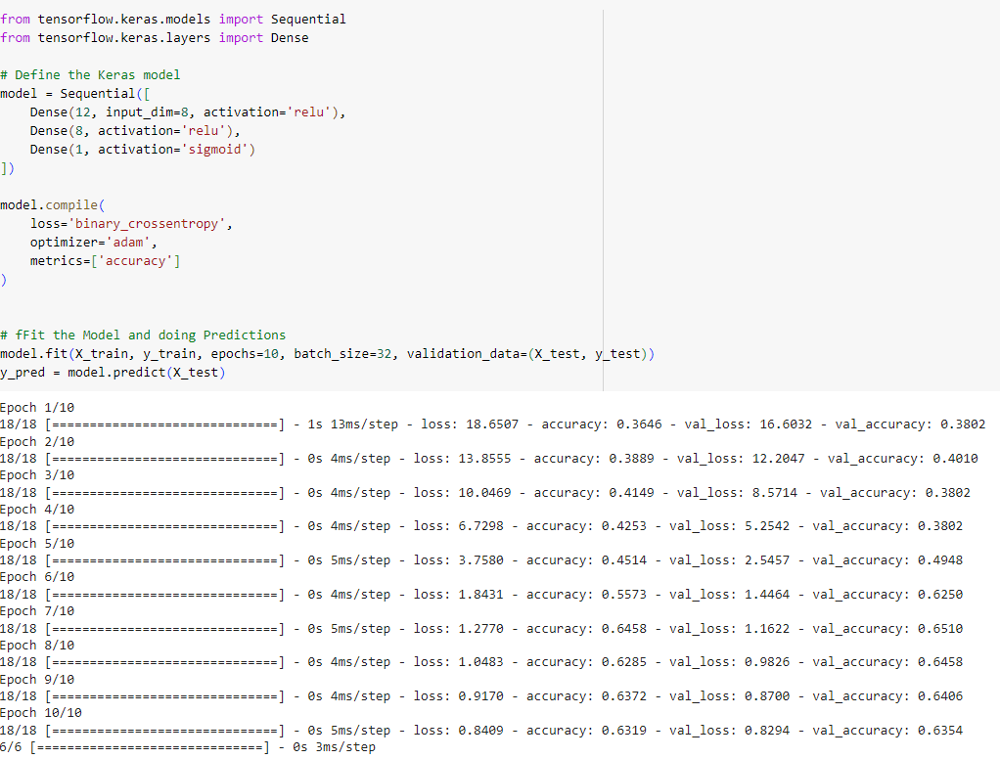 from tensorflow.keras.models import Sequential
from tensorflow.keras.layers import Dense
# Define the Keras model
model = Sequential([
    Dense(12, input_dim=8, activation='relu'),
    Dense(8, activation='relu'),
    Dense(1, activation='sigmoid')
])
model.compile(
    loss='binary_crossentropy',
    optimizer='adam',
    metrics=['accuracy']
)
# fFit the Model and doing Predictions
model.fit(X_train, y_train, epochs=10, batch_size=32, validation_data=(X_test, y_test))
y_pred = model.predict(X_test)
Epoch 1/10
18/18 [==============================] - 1s 13ms/step - loss: 18.6507 - accuracy: 0.3646 - val_loss: 16.6032 - val_accuracy: 0.3802
Epoch 2/10
18/18 [==============================] - 0s 4ms/step - loss: 13.8555 - accuracy: 0.3889 - val_loss: 12.2047 - val_accuracy: 0.4010
Epoch 3/10
18/18 [==============================] - 0s 4ms/step - loss: 10.0469 - accuracy: 0.4149 - val_loss: 8.5714 - val_accuracy: 0.3802
Epoch 4/10
18/18 [==============================] - 0s 4ms/step - loss: 6.7298 - accuracy: 0.4253 - val_loss: 5.2542 - val_accuracy: 0.3802
Epoch 5/10
18/18 [==============================] - 0s 5ms/step - loss: 3.7580 - accuracy: 0.4514 - val_loss: 2.5457 - val_accuracy: 0.4948
Epoch 6/10
18/18 [==============================] - 0s 4ms/step - loss: 1.8431 - accuracy: 0.5573 - val_loss: 1.4464 - val_accuracy: 0.6250
Epoch 7/10
18/18 [==============================] - 0s 5ms/step - loss: 1.2770 - accuracy: 0.6458 - val_loss: 1.1622 - val_accuracy: 0.6510
Epoch 8/10
18/18 [==============================] - 0s 4ms/step - loss: 1.0483 - accuracy: 0.6285 - val_loss: 0.9826 - val_accuracy: 0.6458
Epoch 9/10
18/18 [==============================] - 0s 4ms/step - loss: 0.9170 - accuracy: 0.6372 - val_loss: 0.8700 - val_accuracy: 0.6406
Epoch 10/10
18/18 [==============================] - 0s 5ms/step - loss: 0.8409 - accuracy: 0.6319 - val_loss: 0.8294 - val_accuracy: 0.6354
6/6 [==============================] - 0s 3ms/step